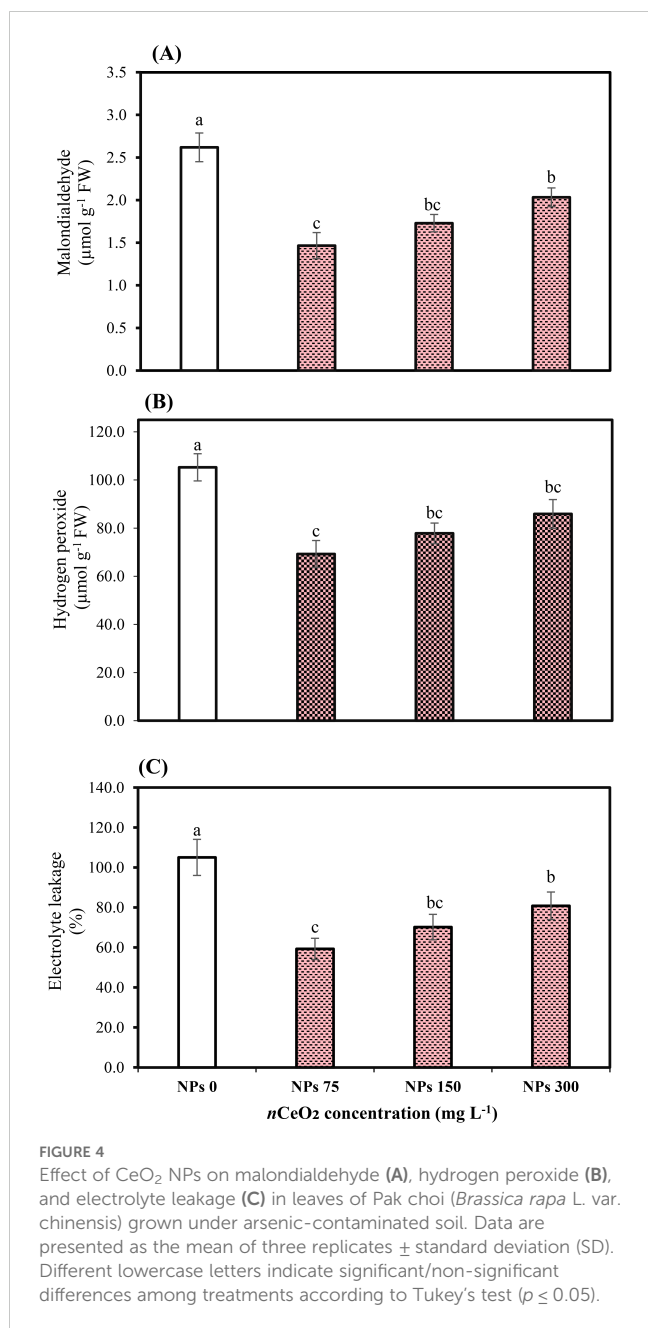 (A)
3.5
3.0
2.5
2.0
1.5
1.0
0.5
0.0
Malondialdehyde
(µmol g-1 FW)
a
c
bc
b
(B)
120.0
100.0
80.0
60.0
40.0
20.0
0.0
Hydrogen peroxide
(µmol g-1 FW)
a
c
bc
bc
(C)
140.0
120.0
100.0
80.0
60.0
40.0
20.0
0.0
Electrolyte leakage
(%)
a
c
bc
b
NPs 0 NPs 75 NPs 150 NPs 300
nCeO2 concentration (mg L-1)
FIGURE 4
Effect of CeO2 NPs on malondialdehyde (A), hydrogen peroxide (B),
and electrolyte leakage (C) in leaves of Pak choi (Brassica rapa L. var.
chinensis) grown under arsenic-contaminated soil. Data are
presented as the mean of three replicates ± standard deviation (SD).
Different lowercase letters indicate significant/non-significant
differences among treatments according to Tukey's test (p ≤ 0.05).